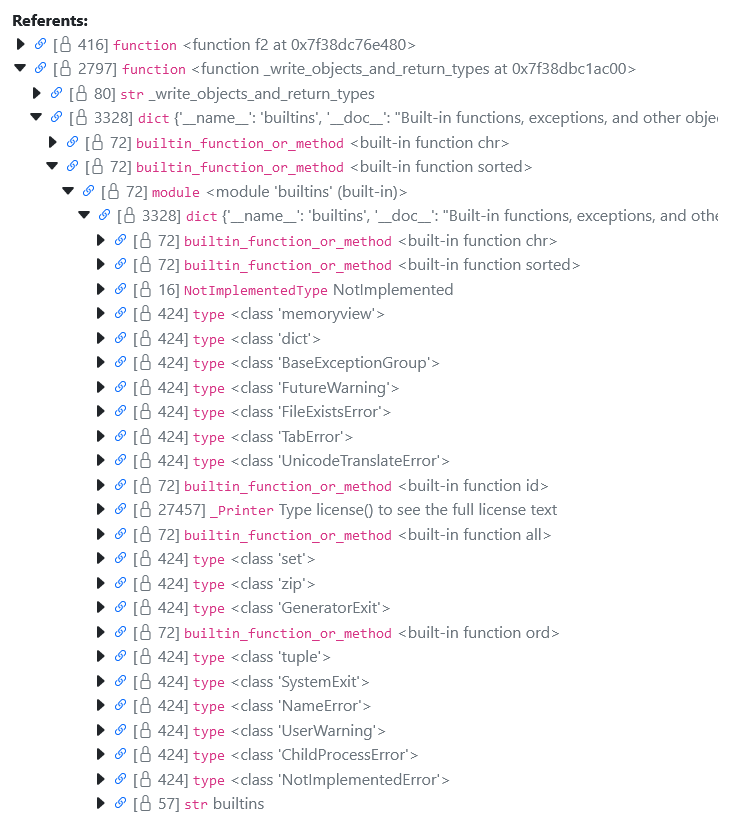 Referents:
[ 416] function <function f2 at 0x7f38dc76e480>
[ 2797] function <function _write_objects_and_return_types at 0x7f38dbc1ac00>
[ 80] str _write_objects_and_return_types
[ 3328] dict {'__name__': 'builtins', '__doc__': "Built-in functions, exceptions, and other obje
[ 72] builtin_function_or_method <built-in function chr>
[ 72] builtin_function_or_method <built-in function sorted>
[ 72] module <module 'builtins' (built-in)>
[ 3328] dict {'__name__': 'builtins', '__doc__': "Built-in functions, exceptions, and othe
[ 72] builtin_function_or_method <built-in function chr>
[ 72] builtin_function_or_method <built-in function sorted>
[ 16] NotImplementedType NotImplemented
[ 424] type <class 'memoryview'>
[ 424] type <class 'dict'>
[ 424] type <class 'BaseExceptionGroup'>
[ 424] type <class 'FutureWarning'>
[ 424] type <class 'FileExistsError'>
[ 424] type <class 'TabError'>
[ 424] type <class 'UnicodeTranslateError'>
[ 72] builtin_function_or_method <built-in function id>
[ 27457] _Printer Type license() to see the full license text
[ 72] builtin_function_or_method <built-in function all>
[ 424] type <class 'set'>
[ 424] type <class 'zip'>
[ 424] type <class 'GeneratorExit'>
[ 72] builtin_function_or_method <built-in function ord>
[ 424] type <class 'tuple'>
[ 424] type <class 'SystemExit'>
[ 424] type <class 'NameError'>
[ 424] type <class 'UserWarning'>
[ 424] type <class 'ChildProcessError'>
[ 424] type <class 'NotImplementedError'>
[ 57] str builtins